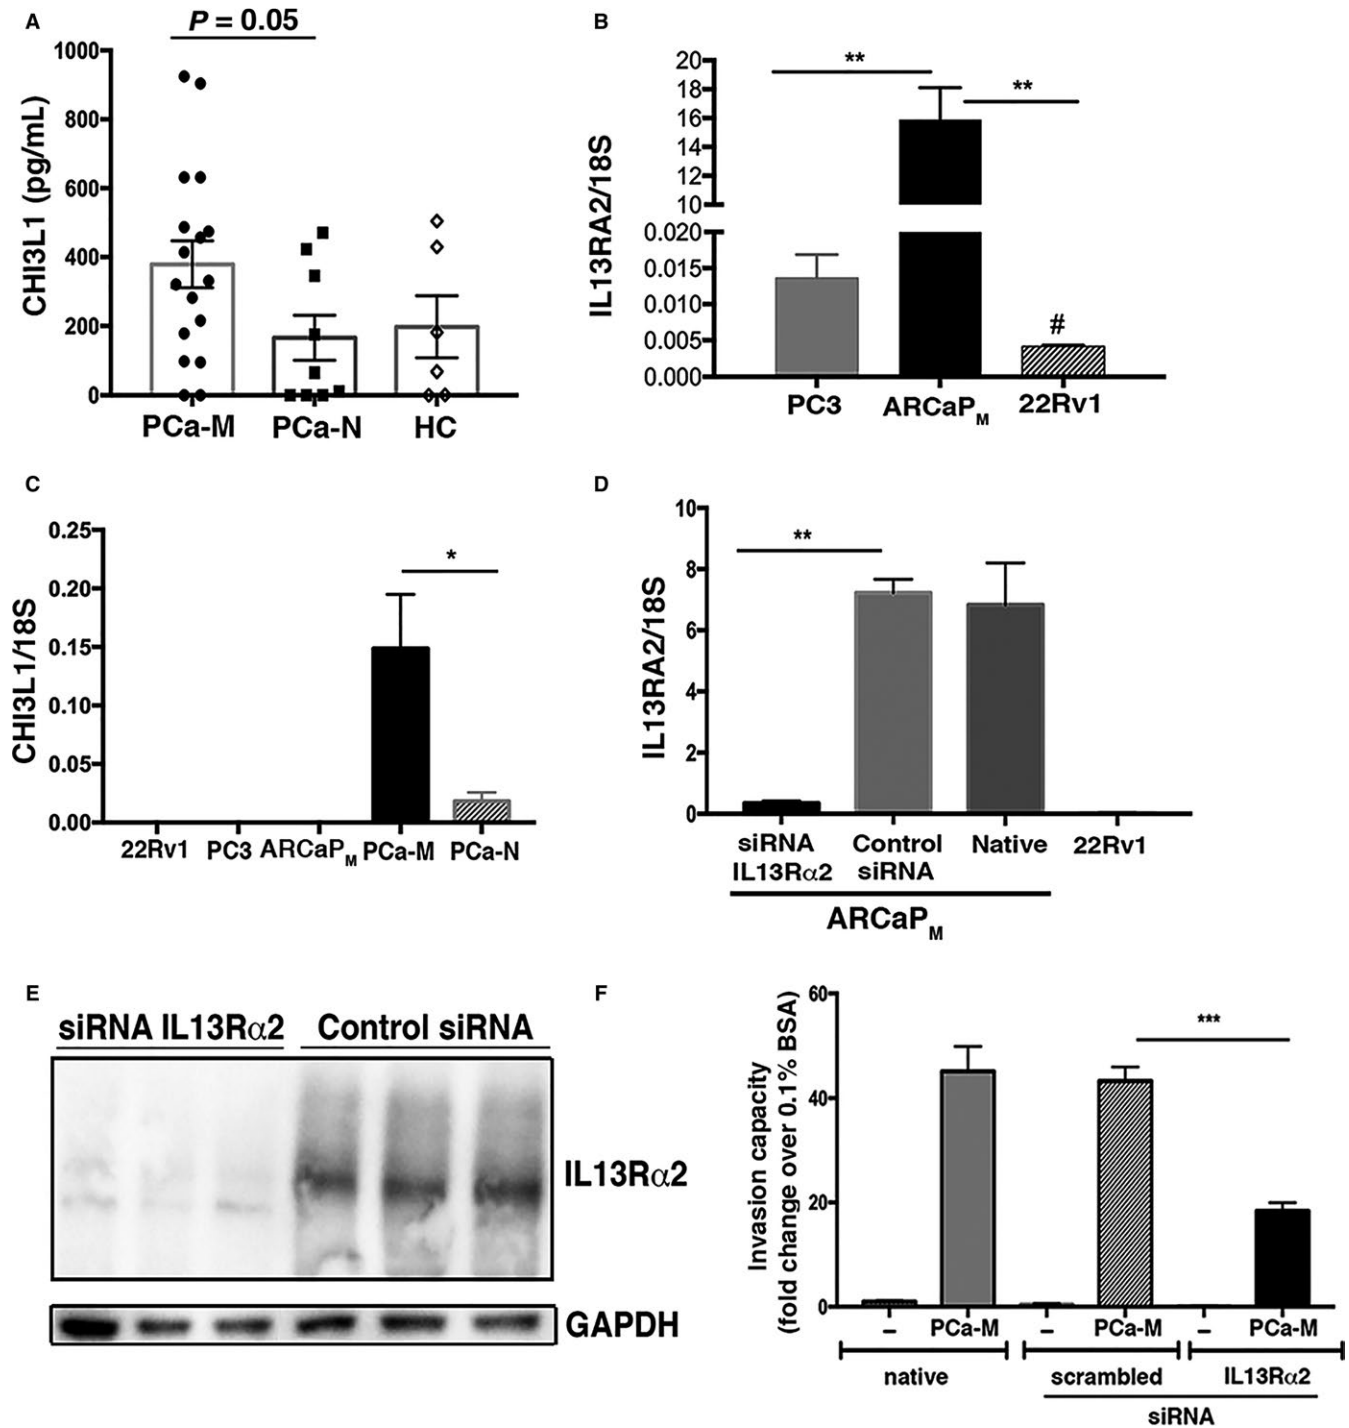 A
P = 0.05
CHI3L1 (pg/mL)
1000
800
600
400
200
0
PCa-M PCa-N HC
B
**
**
IL13RA2/18S
20
18
16
14
12
10
0.020
0.015
0.010
0.005
0.000
#
PC3 ARCaPM 22Rv1
C
*
CHI3L1/18S
0.25
0.20
0.15
0.10
0.05
0.00
22Rv1 PC3 ARCaPM PCa-M PCa-N
D
**
IL13RA2/18S
10
8
6
4
2
0
siRNA Control Native 22Rv1
IL13Rα2 siRNA
ARCaPM
E
siRNA IL13Rα2 Control siRNA
IL13Rα2
GAPDH
F
***
Invasion capacity
(fold change over 0.1% BSA)
60
40
20
0
– PCa-M – PCa-M – PCa-M
native scrambled IL13Rα2
siRNA